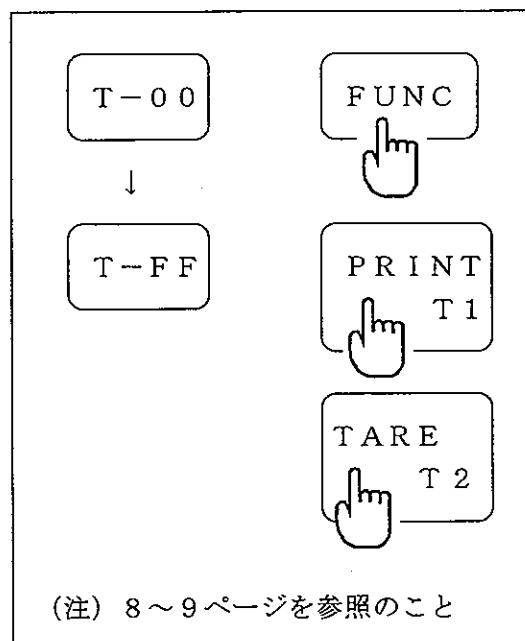 T-00
↓
T-FF
FUNC
PRINT
T1
TARE
T2
(注) 8～9ページを参照のこと